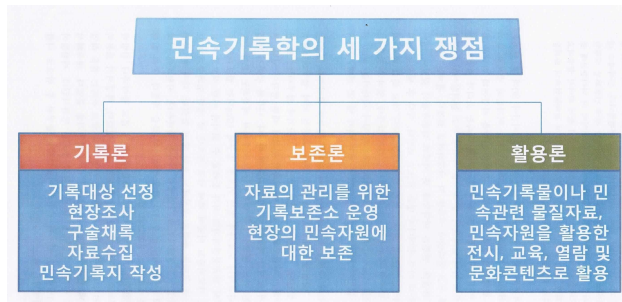 민속기록학의 세 가지 쟁점
기록론
기록대상 선정
현장조사
구술채록
자료수집
민속기록지 작성
보존론
자료의 관리를 위한
기록보존소 운영
현장의 민속자원에
대한 보존
활용론
민속기록물이나 민
속관련 물질자료,
민속자원을 활용한
전시, 교육, 열람 및
문화콘텐츠로 활용